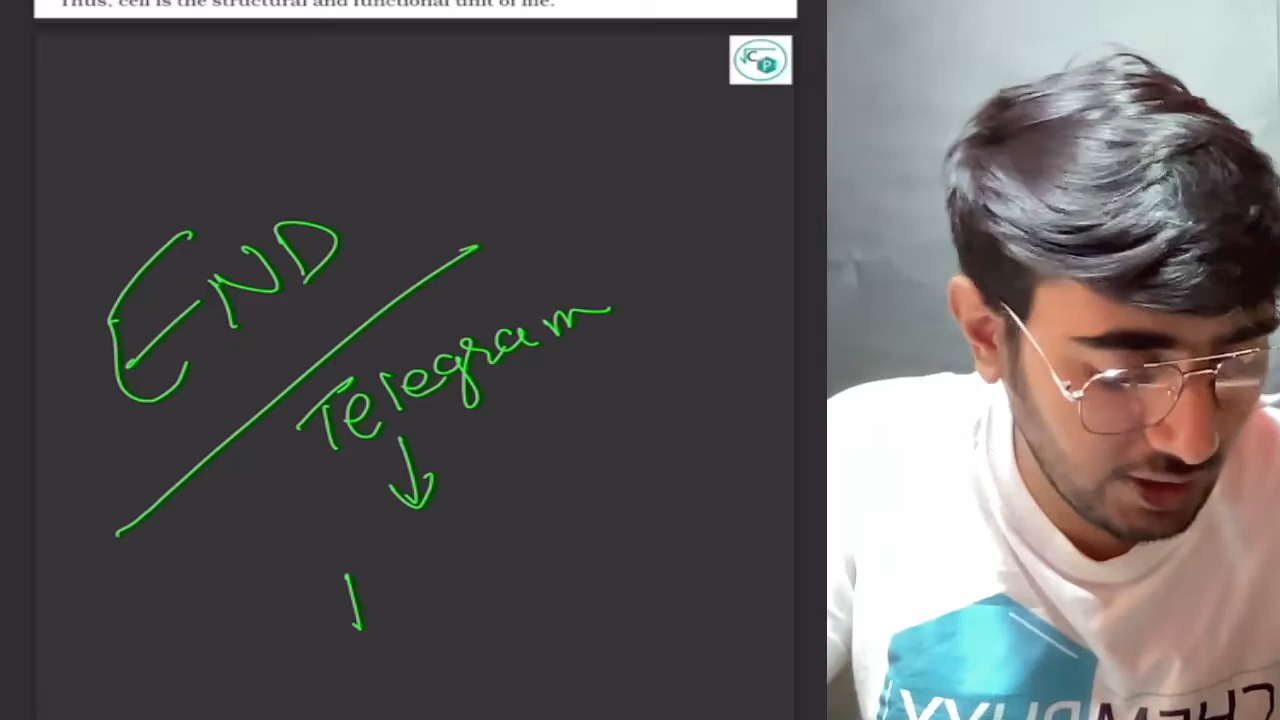 Thus, cell is the structural and functional unit of life.
C P
END
Telegram